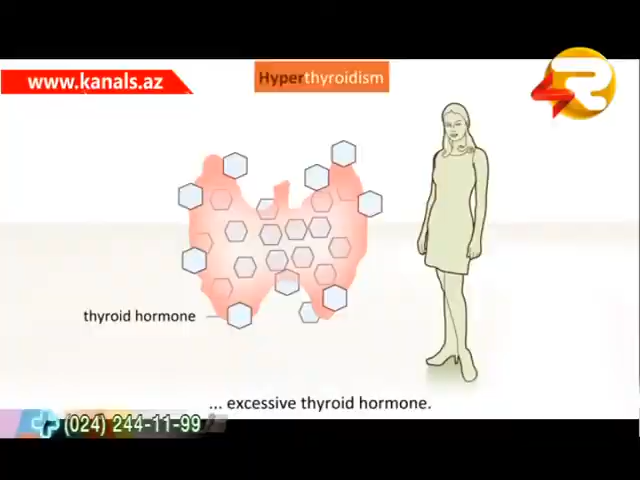 www.kanals.az
Hyperthyroidism
thyroid hormone
... excessive thyroid hormone.
(024) 244-11-99